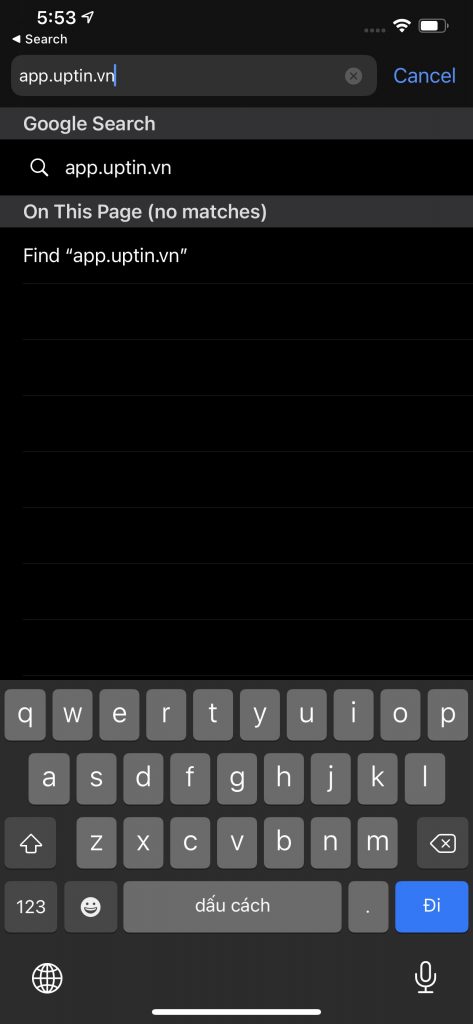 5:53
◀ Search
app.uptin.vn
Cancel
Google Search
app.uptin.vn
On This Page (no matches)
Find “app.uptin.vn”
q w e r t y u i o p
a s d f g h j k l
z x c v b n m
123 dấu cách . Đi